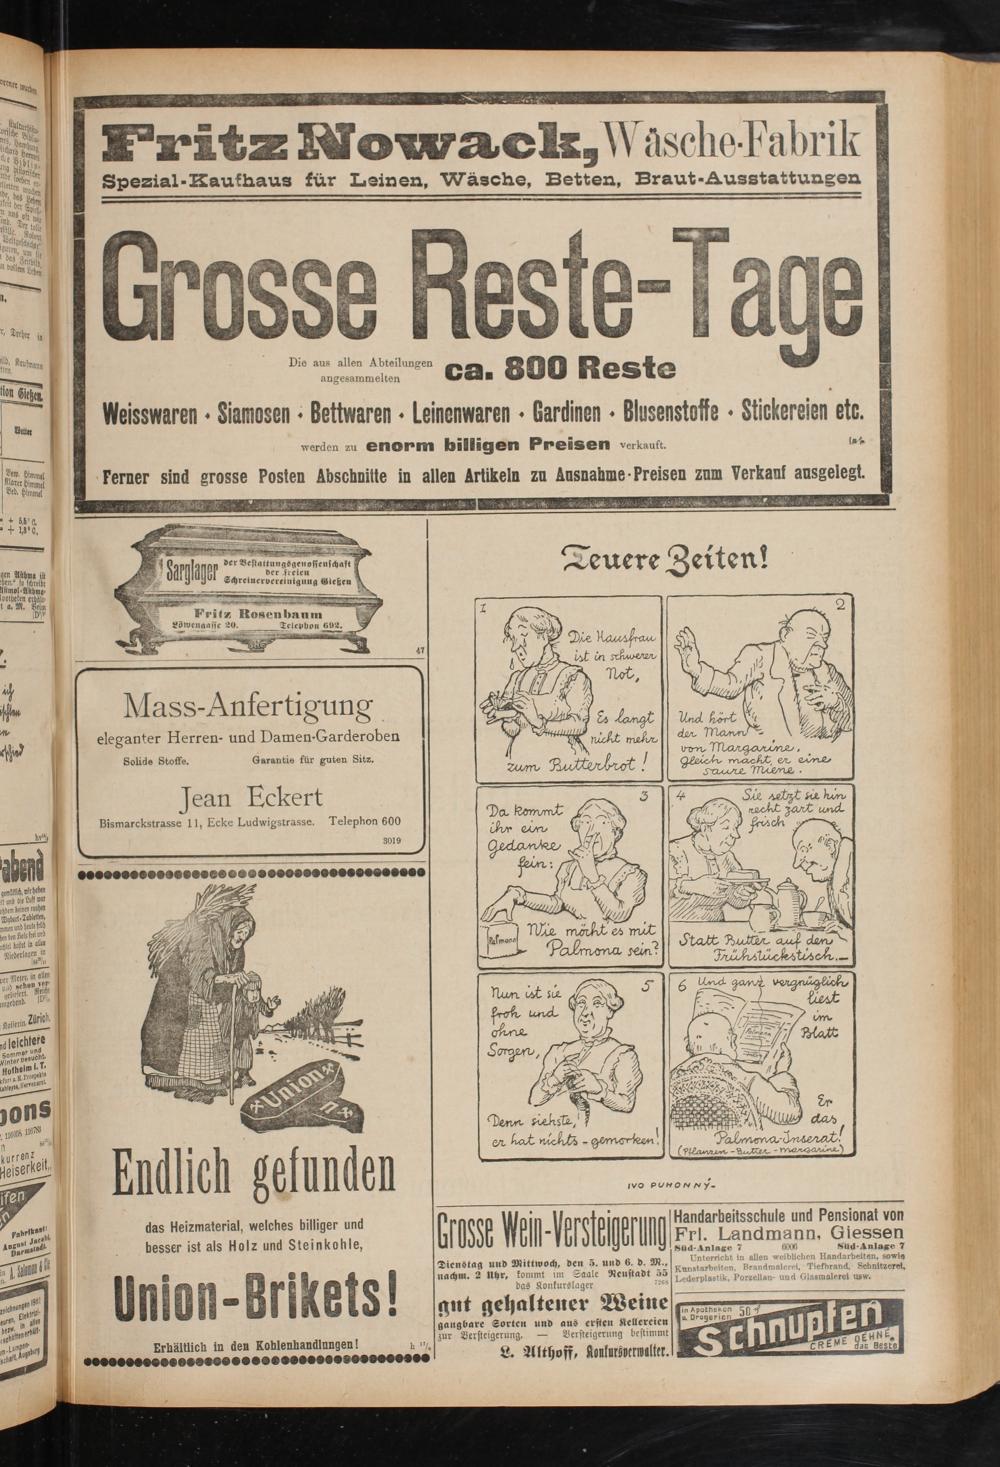 Fritz Nowack, Wäsche-Fabrik
Spezial-Kaufhaus für Leinen, Wäsche, Betten, Braut-Ausstattungen
Grosse Reste-Tage
Die aus allen Abteilungen
angesammelten
ca. 800 Reste
Weisswaren • Siamosen • Bettwaren • Leinenwaren • Gardinen • Blusenstoffe • Stickereien etc.
werden zu enorm billigen Preisen verkauft.
Ferner sind grosse Posten Abschnitte in allen Artikeln zu Ausnahme-Preisen zum Verkauf ausgelegt.
Sarglager
der Bestattungsgenossenschaft
der freien
Schreinervereinigung Gießen
Fritz Rosenbaum
Löwengasse 20. Telephon 692.
47
Mass-Anfertigung
eleganter Herren- und Damen-Garderoben
Solide Stoffe. Garantie für guten Sitz.
Jean Eckert
Bismarckstrasse 11, Ecke Ludwigstrasse. Telephon 600
3019
Union
Endlich gefunden
das Heizmaterial, welches billiger und
besser ist als Holz und Steinkohle,
Union-Brikets!
Erhältlich in den Kohlenhandlungen!
Teuere Zeiten!
1
Die Hausfrau
ist in schwerer
Not,
Es langt
nicht mehr
zum Butterbrot!
2
Und hört
der Mann
von Margarine,
Gleich macht er eine
saure Miene.
3
Da kommt
ihr ein
Gedanke
fein:
Palmona
Wie möcht es mit
Palmona sein?
4
Sie setzt sie hin
recht zart und
frisch
Statt Butter auf den
Frühstückstisch.—
5
Nun ist sie
froh und
ohne
Sorgen,
Denn siehste,
er hat nichts - gemorken!
6
Und ganz vergnüglich
liest
im
Blatt
Er
das
Palmona-Inserat!
(Pflanzen-Butter-Margarine)
IVO PUHONNÝ-
Grosse Wein-Versteigerung
Dienstag und Mittwoch, den 5. und 6. d. M.,
nachm. 2 Uhr, kommt im Saale Neustadt 55
das Konkurslager 7268
gut gehaltener Weine
gangbare Sorten und aus ersten Kellereien
zur Versteigerung. — Versteigerung bestimmt
L. Althoff, Konkursverwalter.
Handarbeitsschule und Pensionat von
Frl. Landmann, Giessen
Süd-Anlage 7 6006 Süd-Anlage 7
Unterricht in allen weiblichen Handarbeiten, sowie
Kunstarbeiten, Brandmalerei, Tiefbrand, Schnitzerei,
Lederplastik, Porzellan- und Glasmalerei usw.
in Apotheken
u. Drogerien 50 ₰
Schnupfen
CREME OEHNE,
das Beste